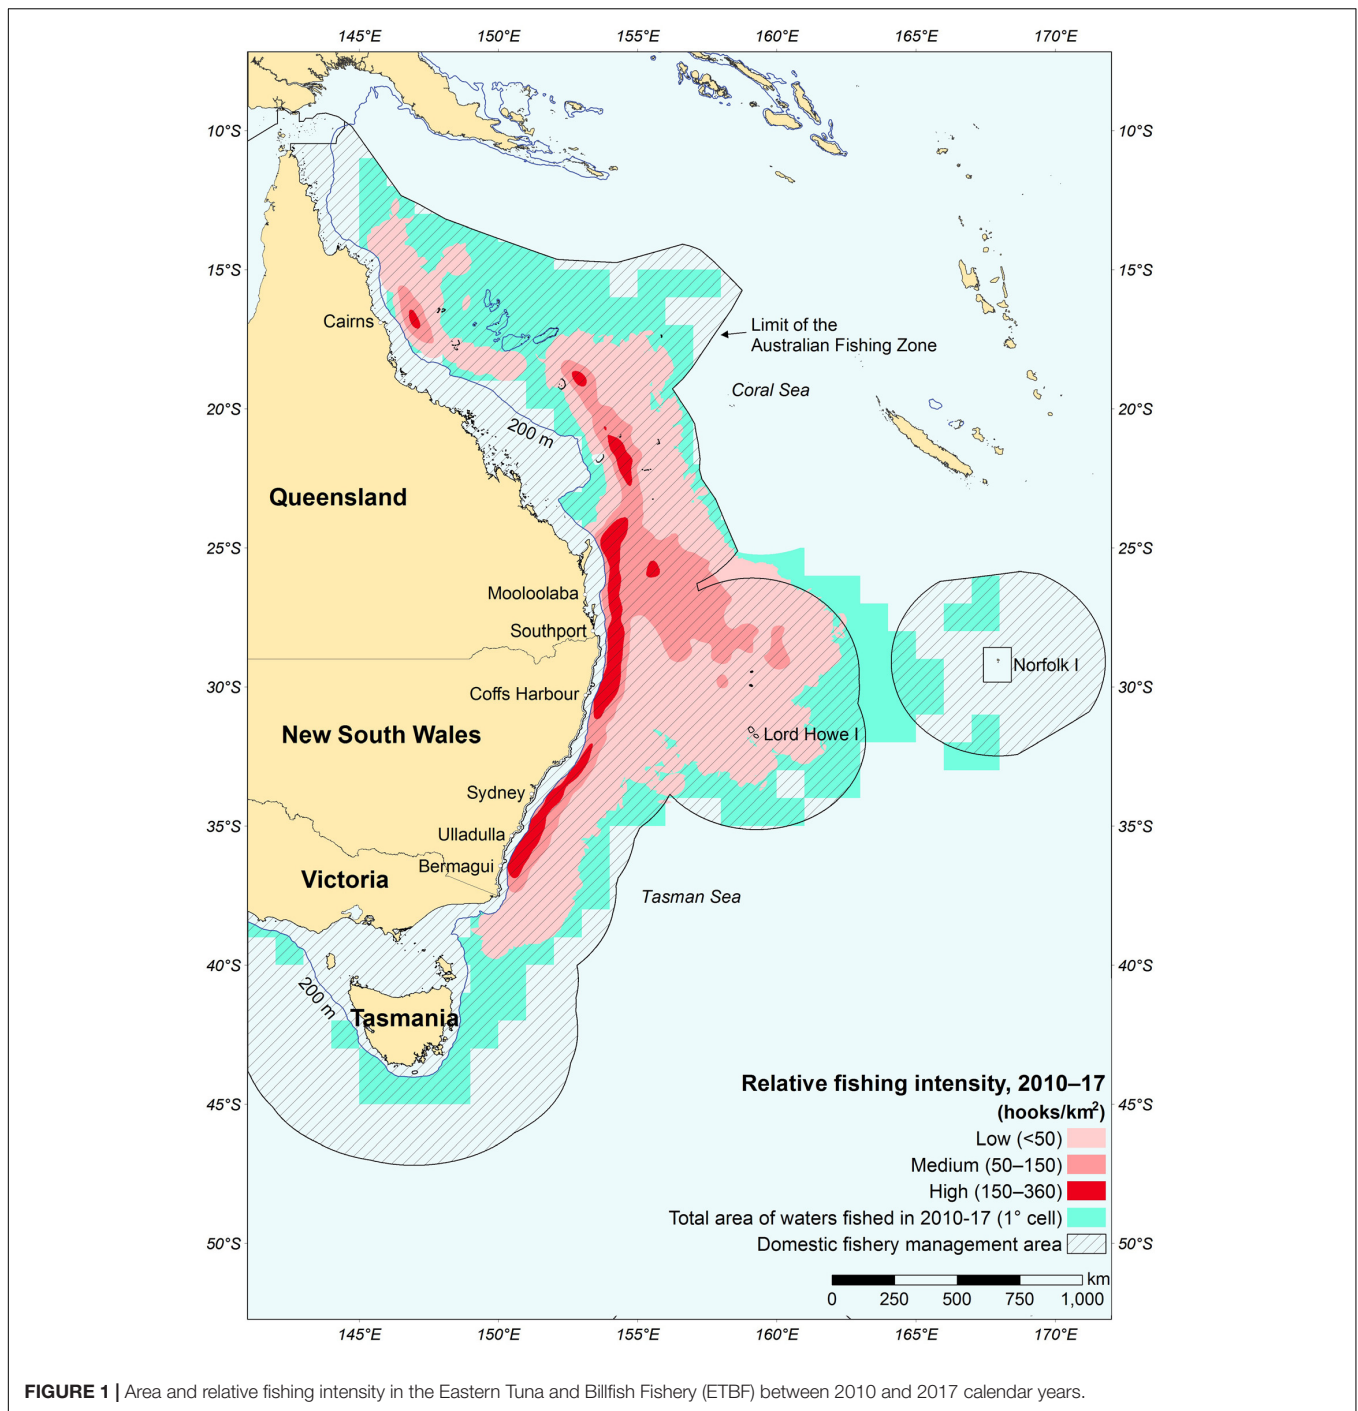 145°E 150°E 155°E 160°E 165°E 170°E
10°S 10°S
15°S 15°S
Cairns
Limit of the
Australian Fishing Zone
Coral Sea
20°S 20°S
200 m
Queensland
25°S 25°S
Mooloolaba
Southport
Norfolk I
30°S 30°S
Coffs Harbour
New South Wales
Lord Howe I
Sydney
35°S 35°S
Ulladulla
Bermagui
Victoria
Tasman Sea
40°S 40°S
200 m
Tasmania
Relative fishing intensity, 2010–17
(hooks/km²)
45°S 45°S
Low (<50)
Medium (50–150)
High (150–360)
Total area of waters fished in 2010-17 (1° cell)
Domestic fishery management area
50°S 50°S
km
0 250 500 750 1,000
145°E 150°E 155°E 160°E 165°E 170°E
FIGURE 1 | Area and relative fishing intensity in the Eastern Tuna and Billfish Fishery (ETBF) between 2010 and 2017 calendar years.